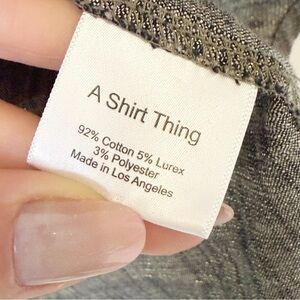 A Shirt Thing
92% Cotton 5% Lurex
3% Polyester
Made in Los Angeles